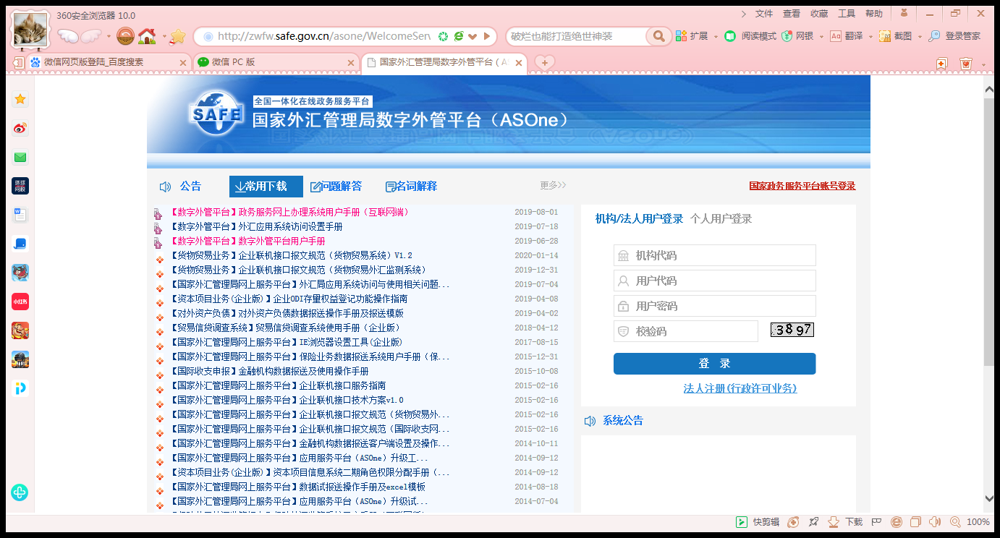 360安全浏览器 10.0
文件 查看 收藏 工具 帮助
http://zwfw.safe.gov.cn/asone/WelcomeServ
破烂也能打造绝世神装
扩展 阅读模式 网银 翻译 截图 登录管家
微信网页版登陆_百度搜索
微信 PC 版
国家外汇管理局数字外管平台 ( A
SAFE
全国一体化在线政务服务平台
国家外汇管理局数字外管平台（ASOne）
公告 常用下载 问题解答 名词解释 更多>>
国家政务服务平台账号登录
【数字外管平台】政务服务网上办理系统用户手册（互联网端） 2019-08-01
【数字外管平台】外汇应用系统访问设置手册 2019-07-18
【数字外管平台】数字外管平台用户手册 2019-06-28
【货物贸易业务】企业联机接口报文规范（货物贸易系统）V1.2 2020-01-14
【货物贸易业务】企业联机接口报文规范（货物贸易外汇监测系统） 2019-12-31
【国家外汇管理局网上服务平台】外汇局应用系统访问与使用相关问题... 2019-07-04
【资本项目业务(企业版)】企业ODI存量权益登记功能操作指南 2019-04-08
【对外资产负债】对外资产负债数据报送操作手册及报送模版 2019-04-02
【贸易信贷调查系统】贸易信贷调查系统使用手册（企业版） 2018-04-12
【国家外汇管理局网上服务平台】IE浏览器设置工具(企业版) 2017-08-15
【国家外汇管理局网上服务平台】保险业务数据报送系统用户手册（保... 2015-12-31
【国际收支申报】金融机构数据报送及使用操作手册 2015-10-08
【国家外汇管理局网上服务平台】企业联机接口服务指南 2015-02-16
【国家外汇管理局网上服务平台】企业联机接口技术方案v1.0 2015-02-16
【国家外汇管理局网上服务平台】企业联机接口报文规范（货物贸易外... 2015-02-16
【国家外汇管理局网上服务平台】企业联机接口报文规范（国际收支网... 2015-02-16
【国家外汇管理局网上服务平台】金融机构数据报送客户端设置及操作... 2014-10-11
【国家外汇管理局网上服务平台】应用服务平台（ASOne）升级工... 2014-09-12
【资本项目业务(企业版)】资本项目信息系统二期角色权限分配手册（... 2014-09-12
【国家外汇管理局网上服务平台】数据试报送操作手册及excel模板 2014-08-18
【国家外汇管理局网上服务平台】应用服务平台（ASOne）升级试... 2014-07-04
机构/法人用户登录 个人用户登录
机构代码
用户代码
用户密码
校验码
3897
登 录
法人注册(行政许可业务)
系统公告
环球网校
小红书
快剪辑 下载 100%